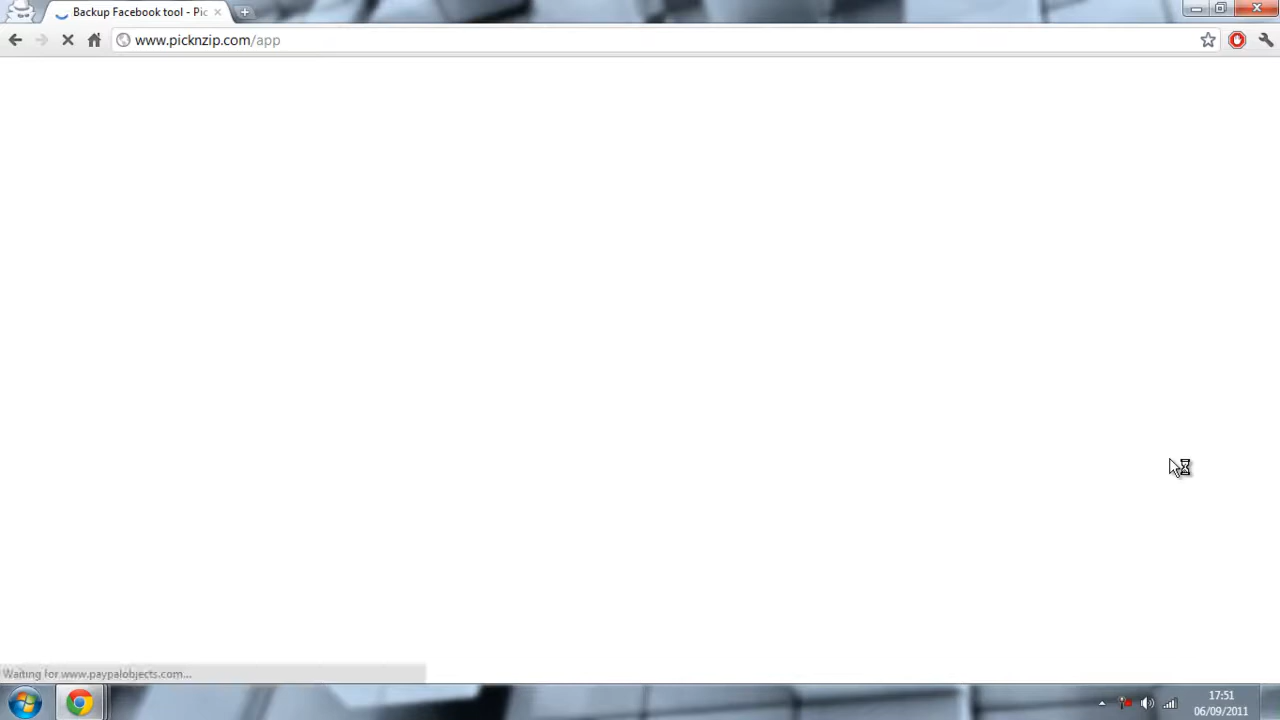 Backup Facebook tool - Pic
www.picknzip.com/app
Waiting for www.paypalobjects.com...
17:51
06/09/2011